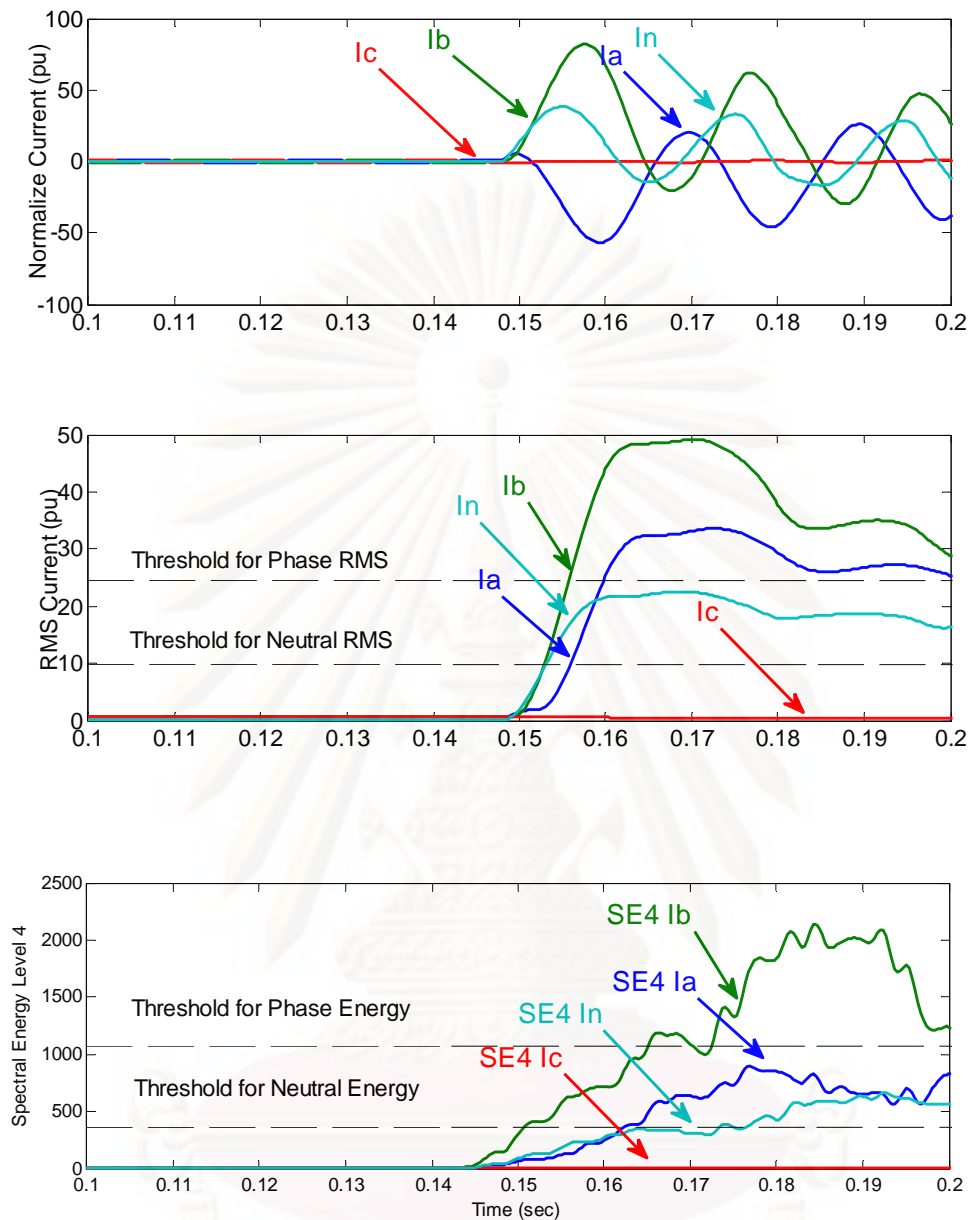 100
Ic
Ib
In
Ia
50
0
-50
-100
Normalize Current (pu)
0.1 0.11 0.12 0.13 0.14 0.15 0.16 0.17 0.18 0.19 0.2
50
40
30
20
10
0
RMS Current (pu)
Ib
In
Threshold for Phase RMS
Ia
Ic
Threshold for Neutral RMS
0.1 0.11 0.12 0.13 0.14 0.15 0.16 0.17 0.18 0.19 0.2
2500
2000
1500
1000
500
0
Spectral Energy Level 4
SE4 Ib
SE4 Ia
Threshold for Phase Energy
SE4 In
SE4 Ic
Threshold for Neutral Energy
0.1 0.11 0.12 0.13 0.14 0.15 0.16 0.17 0.18 0.19 0.2
Time (sec)